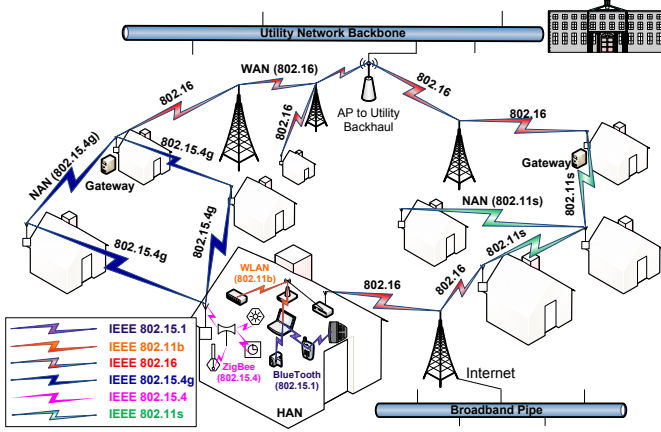 Utility Network Backbone
WAN (802.16)
802.16
802.16
802.16
802.16
AP to Utility
Backhaul
NAN (802.15.4g)
Gateway
802.15.4g
Gateway
802.11s
802.15.4g
802.15.4g
NAN (802.11s)
802.11s
WLAN
(802.11b)
802.16
802.16
ZigBee
(802.15.4)
BlueTooth
(802.15.1)
HAN
Internet
Broadband Pipe
IEEE 802.15.1
IEEE 802.11b
IEEE 802.16
IEEE 802.15.4g
IEEE 802.15.4
IEEE 802.11s